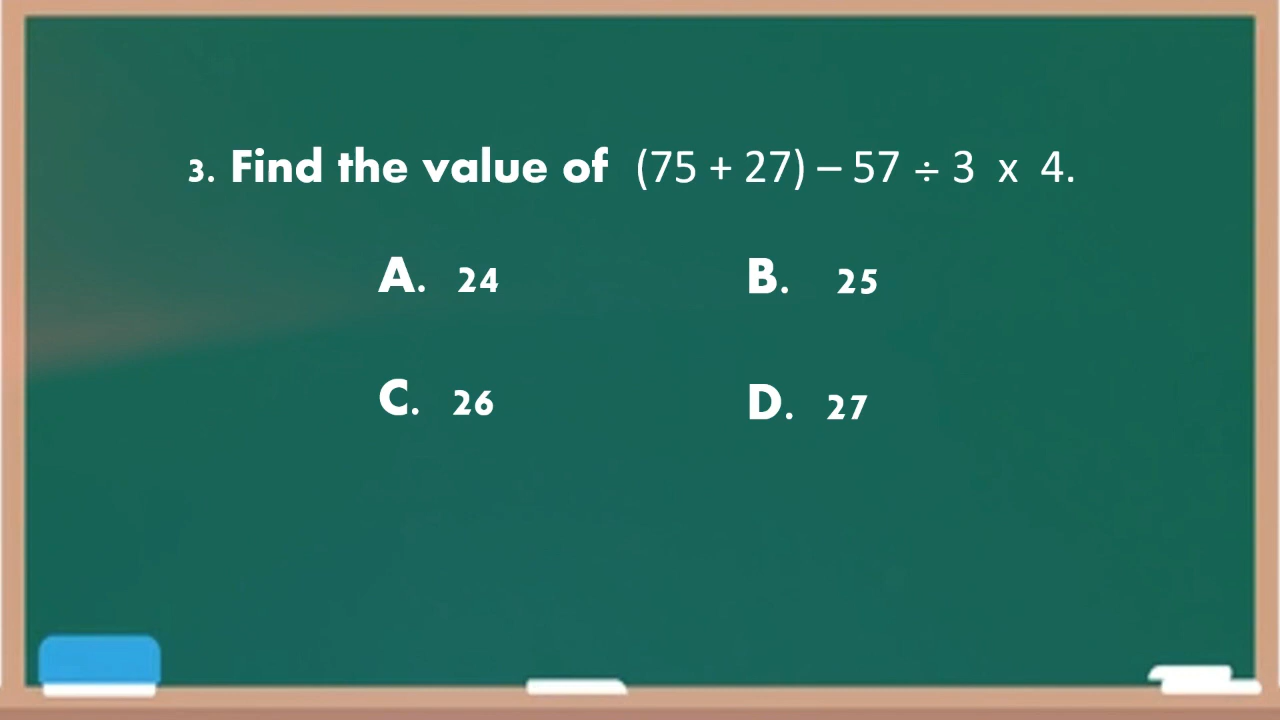 3. Find the value of (75 + 27) – 57 ÷ 3 x 4.
A. 24 B. 25
C. 26 D. 27